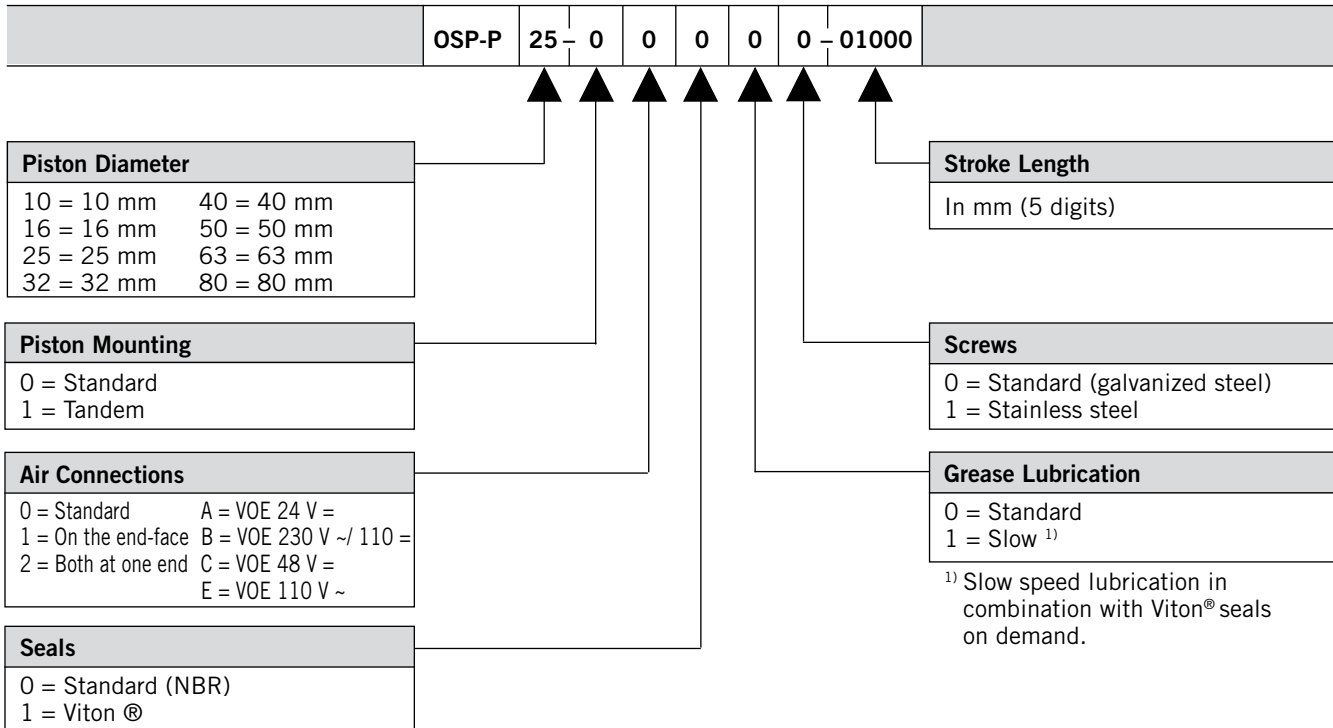 OSP-P 25 – 0 0 0 0 0 – 01000
Piston Diameter
10 = 10 mm 40 = 40 mm
16 = 16 mm 50 = 50 mm
25 = 25 mm 63 = 63 mm
32 = 32 mm 80 = 80 mm
Piston Mounting
0 = Standard
1 = Tandem
Air Connections
0 = Standard A = VOE 24 V =
1 = On the end-face B = VOE 230 V ~/ 110 =
2 = Both at one end C = VOE 48 V =
E = VOE 110 V ~
Seals
0 = Standard (NBR)
1 = Viton ®
Stroke Length
In mm (5 digits)
Screws
0 = Standard (galvanized steel)
1 = Stainless steel
Grease Lubrication
0 = Standard
1 = Slow 1)
1) Slow speed lubrication in
combination with Viton® seals
on demand.